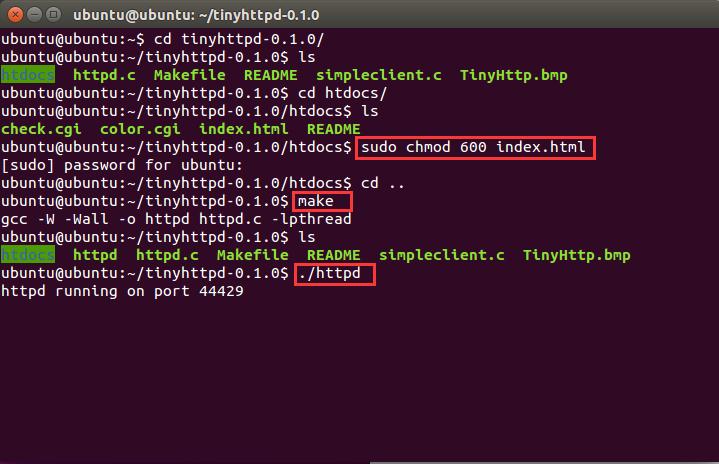 ubuntu@ubuntu: ~/tinyhttpd-0.1.0
ubuntu@ubuntu:~$ cd tinyhttpd-0.1.0/
ubuntu@ubuntu:~/tinyhttpd-0.1.0$ ls
htdocs httpd.c Makefile README simpleclient.c TinyHttp.bmp
ubuntu@ubuntu:~/tinyhttpd-0.1.0$ cd htdocs/
ubuntu@ubuntu:~/tinyhttpd-0.1.0/htdocs$ ls
check.cgi color.cgi index.html README
ubuntu@ubuntu:~/tinyhttpd-0.1.0/htdocs$ sudo chmod 600 index.html
[sudo] password for ubuntu:
ubuntu@ubuntu:~/tinyhttpd-0.1.0/htdocs$ cd ..
ubuntu@ubuntu:~/tinyhttpd-0.1.0$ make
gcc -W -Wall -o httpd httpd.c -lpthread
ubuntu@ubuntu:~/tinyhttpd-0.1.0$ ls
htdocs httpd httpd.c Makefile README simpleclient.c TinyHttp.bmp
ubuntu@ubuntu:~/tinyhttpd-0.1.0$ ./httpd
httpd running on port 44429